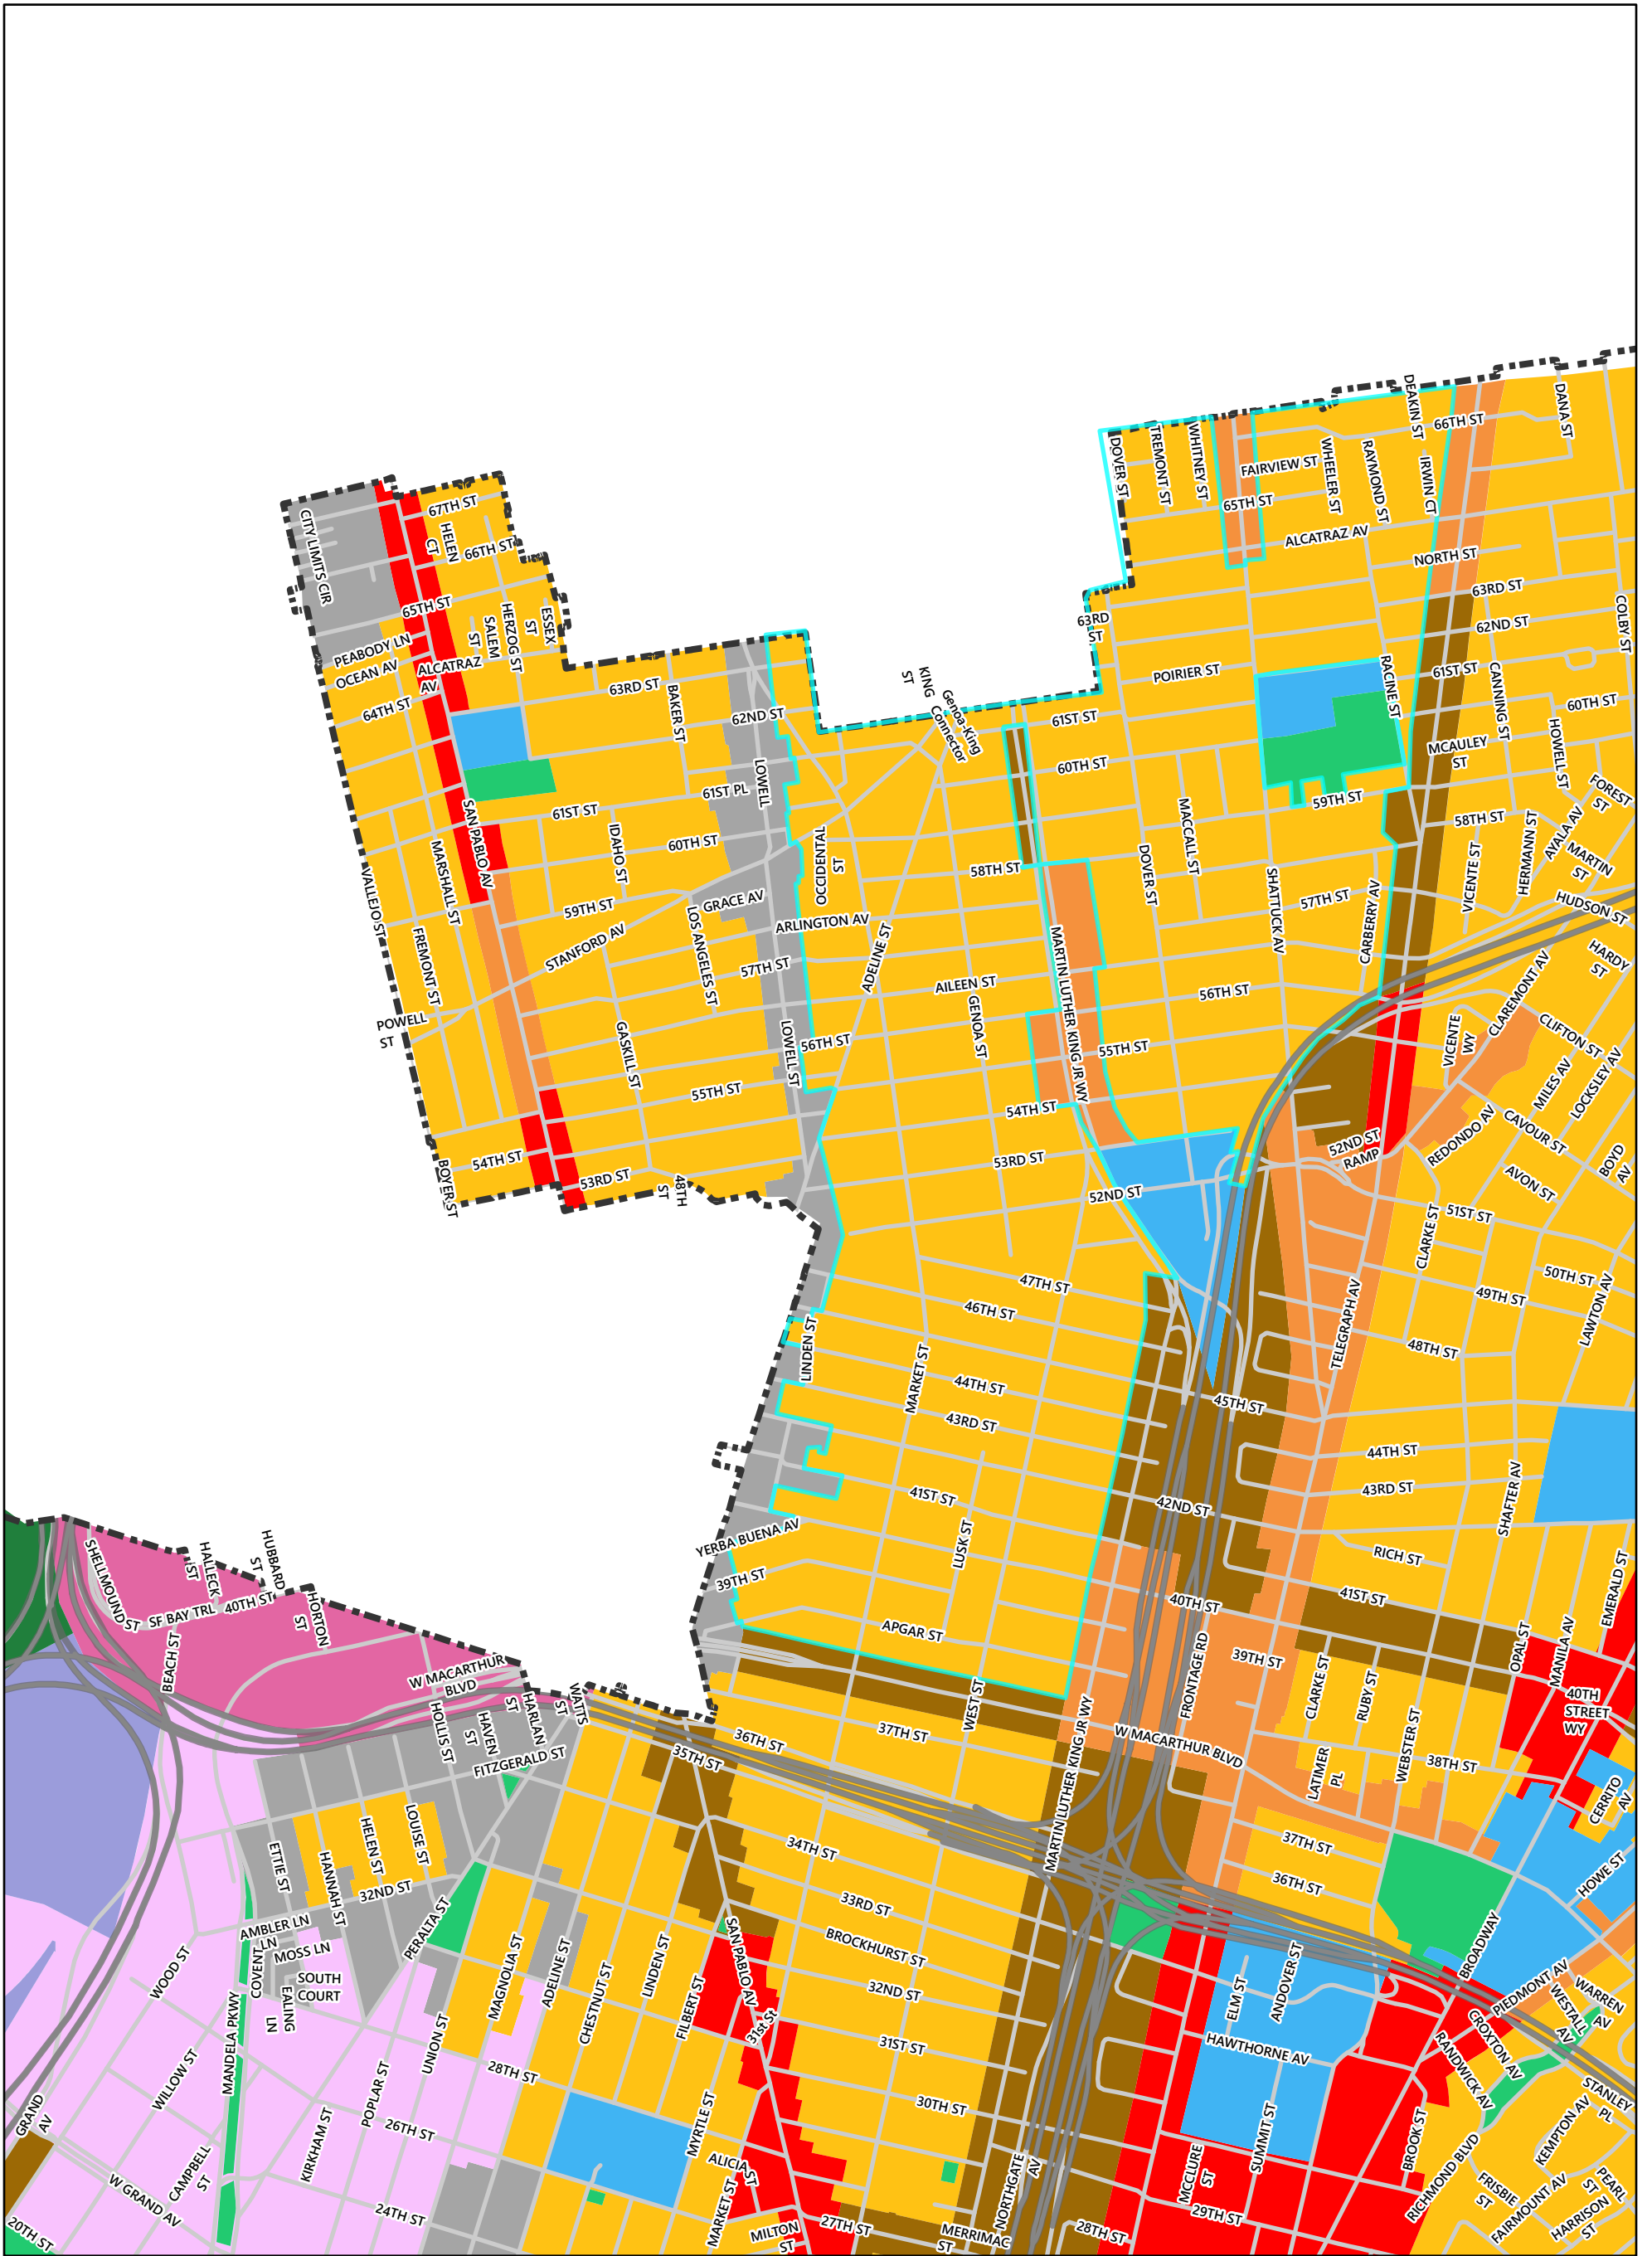 DEAKIN ST
DANA ST
66TH ST
DOVER ST
TREMONT ST
WHITNEY ST
FAIRVIEW ST
WHEELER ST
RAYMOND ST
IRWIN CT
65TH ST
ALCATRAZ AV
NORTH ST
67TH ST
CITY LIMITS CIR
HELEN
CT
66TH ST
65TH ST
63RD ST
62ND ST
COLBY ST
63RD
ST
ESSEX
ST
HERZOG ST
SALEM
ST
PEABODY LN
OCEAN AV
ALCATRAZ
AV
64TH ST
63RD ST
BAKER ST
62ND ST
KING
ST
Genoa-King
Connector
61ST ST
POIRIER ST
RACINE ST
61ST ST
CANNING ST
60TH ST
MCAULEY
ST
HOWELL ST
FOREST
ST
60TH ST
59TH ST
58TH ST
LOWELL
61ST PL
61ST ST
60TH ST
IDAHO ST
SAN PABLO AV
MARSHALL ST
VALLEJO ST
OCCIDENTAL
ST
58TH ST
DOVER ST
MACCALL ST
SHATTUCK AV
57TH ST
CARBERRY AV
VICENTE ST
HERMANN ST
AYALA AV
MARTIN
ST
HUDSON ST
HARDY
ST
59TH ST
GRACE AV
ARLINGTON AV
STANFORD AV
LOS ANGELES ST
57TH ST
ADELINE ST
AILEEN ST
GENOA ST
MARTIN LUTHER KING JR WY
56TH ST
FREMONT ST
POWELL
ST
GASKILL ST
LOWELL ST
56TH ST
55TH ST
55TH ST
54TH ST
VICENTE
WY
CLAREMONT AV
CLIFTON ST
MILES AV
LOCKSLEY AV
CAVOUR ST
REDONDO AV
AVON ST
BOYD
AV
52ND ST
RAMP
54TH ST
BOYER ST
53RD ST
48TH
ST
53RD ST
52ND ST
51ST ST
CLARKE ST
50TH ST
49TH ST
LAWTON AV
47TH ST
46TH ST
LINDEN ST
MARKET ST
44TH ST
43RD ST
TELEGRAPH AV
48TH ST
45TH ST
44TH ST
43RD ST
SHAFTER AV
42ND ST
41ST ST
LUSK ST
YERBA BUENA AV
39TH ST
RICH ST
41ST ST
40TH ST
EMERALD ST
SHELLMOUND ST
HALLECK
ST
HUBBARD
ST
SF BAY TRL
40TH ST
HORTON
ST
BEACH ST
APGAR ST
39TH ST
FRONTAGE RD
CLARKE ST
RUBY ST
OPAL ST
MANILA AV
40TH
STREET
WY
W MACARTHUR
BLVD
WATTS
ST
HARLAN
ST
HAVEN
ST
HOLLIS ST
FITZGERALD ST
36TH ST
35TH ST
37TH ST
WEST ST
MARTIN LUTHER KING JR WY
W MACARTHUR BLVD
LATIMER
PL
WEBSTER ST
38TH ST
CERRITO
AV
HOWE ST
37TH ST
36TH ST
LOUISE ST
HELEN ST
HANNAH ST
ETTIE ST
32ND ST
34TH ST
33RD ST
AMBLER LN
COVENT
LN
MOSS LN
SOUTH
COURT
EALING
LN
PERALTA ST
WOOD ST
MANDELA PKWY
MAGNOLIA ST
ADELINE ST
CHESTNUT ST
LINDEN ST
FILBERT ST
SAN PABLO AV
BROCKHURST ST
32ND ST
31st St
31ST ST
30TH ST
ELM ST
ANDOVER ST
HAWTHORNE AV
BROADWAY
PIEDMONT AV
WARREN
AV
WESTALL
AV
CROXTON AV
RANDWICK AV
STANLEY
PL
WILLOW ST
UNION ST
28TH ST
POPLAR ST
26TH ST
GRAND
AV
KIRKHAM ST
CAMPBELL
ST
W GRAND AV
20TH ST
24TH ST
MYRTLE ST
ALICIA ST
MARKET ST
MILTON
ST
27TH ST
MERRIMAC
ST
NORTHGATE
AV
28TH ST
MCCLURE
ST
29TH ST
SUMMIT ST
BROOK ST
RICHMOND BLVD
KEMPTON AV
FRISBIE
ST
FAIRMOUNT AV
PEARL
ST
HARRISON
ST